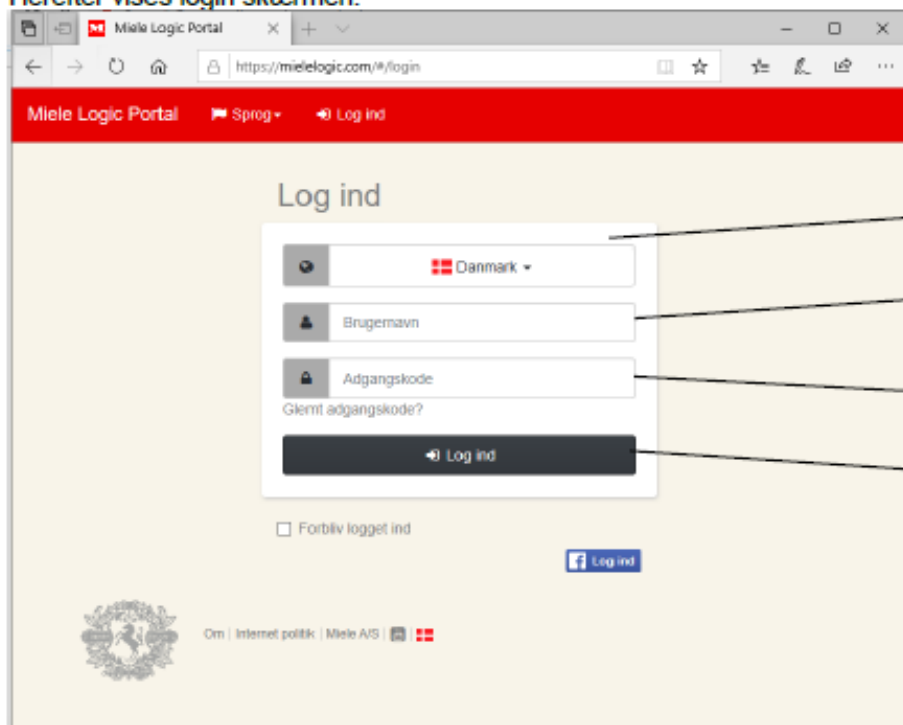 Herefter vises login skærmen.
Miele Logic Portal
https://mielelogic.com/#/login
Miele Logic Portal Sprog Log ind
Log ind
Danmark
Brugernavn
Adgangskode
Glemt adgangskode?
Log ind
Forbliv logget ind
f Log ind
Om | Internet politik | Miele A/S | |